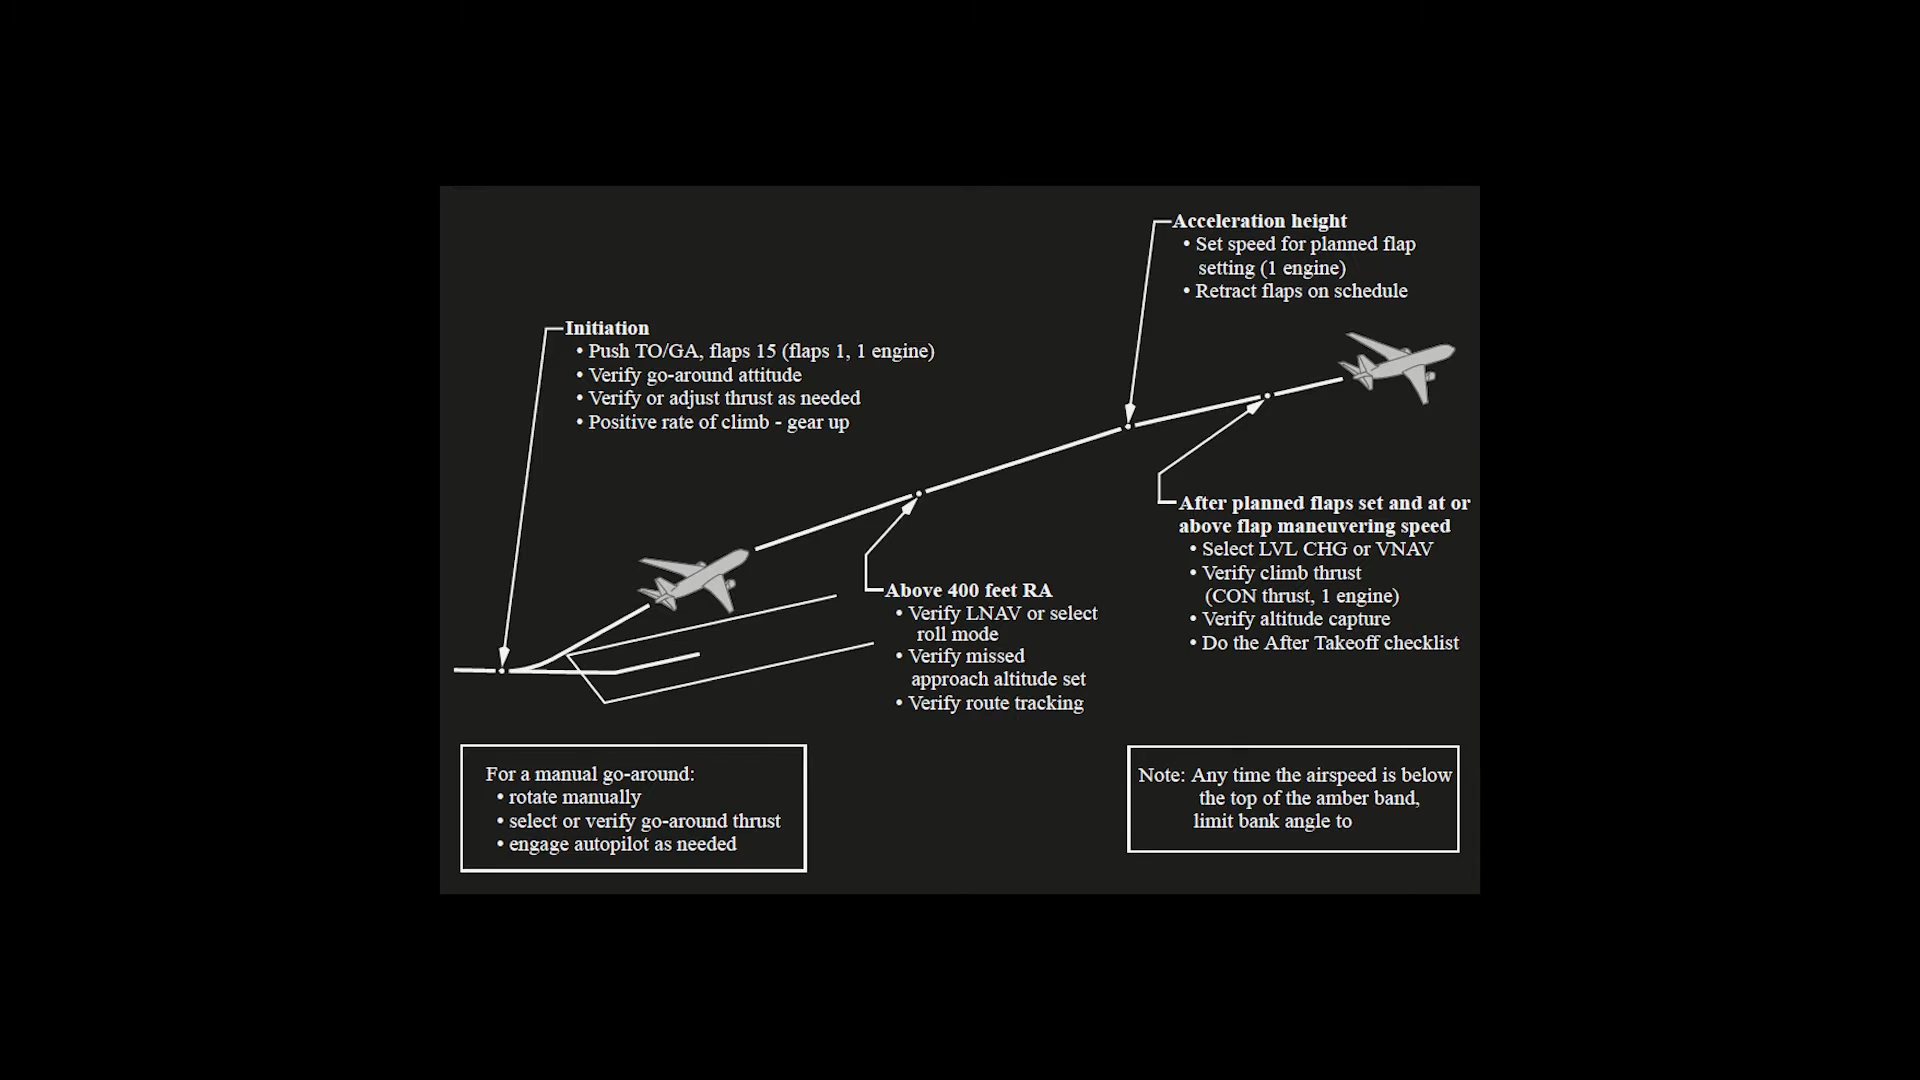 Acceleration height
• Set speed for planned flap
setting (1 engine)
• Retract flaps on schedule
Initiation
• Push TO/GA, flaps 15 (flaps 1, 1 engine)
• Verify go-around attitude
• Verify or adjust thrust as needed
• Positive rate of climb - gear up
After planned flaps set and at or
above flap maneuvering speed
• Select LVL CHG or VNAV
• Verify climb thrust
(CON thrust, 1 engine)
• Verify altitude capture
• Do the After Takeoff checklist
Above 400 feet RA
• Verify LNAV or select
roll mode
• Verify missed
approach altitude set
• Verify route tracking
For a manual go-around:
• rotate manually
• select or verify go-around thrust
• engage autopilot as needed
Note: Any time the airspeed is below
the top of the amber band,
limit bank angle to